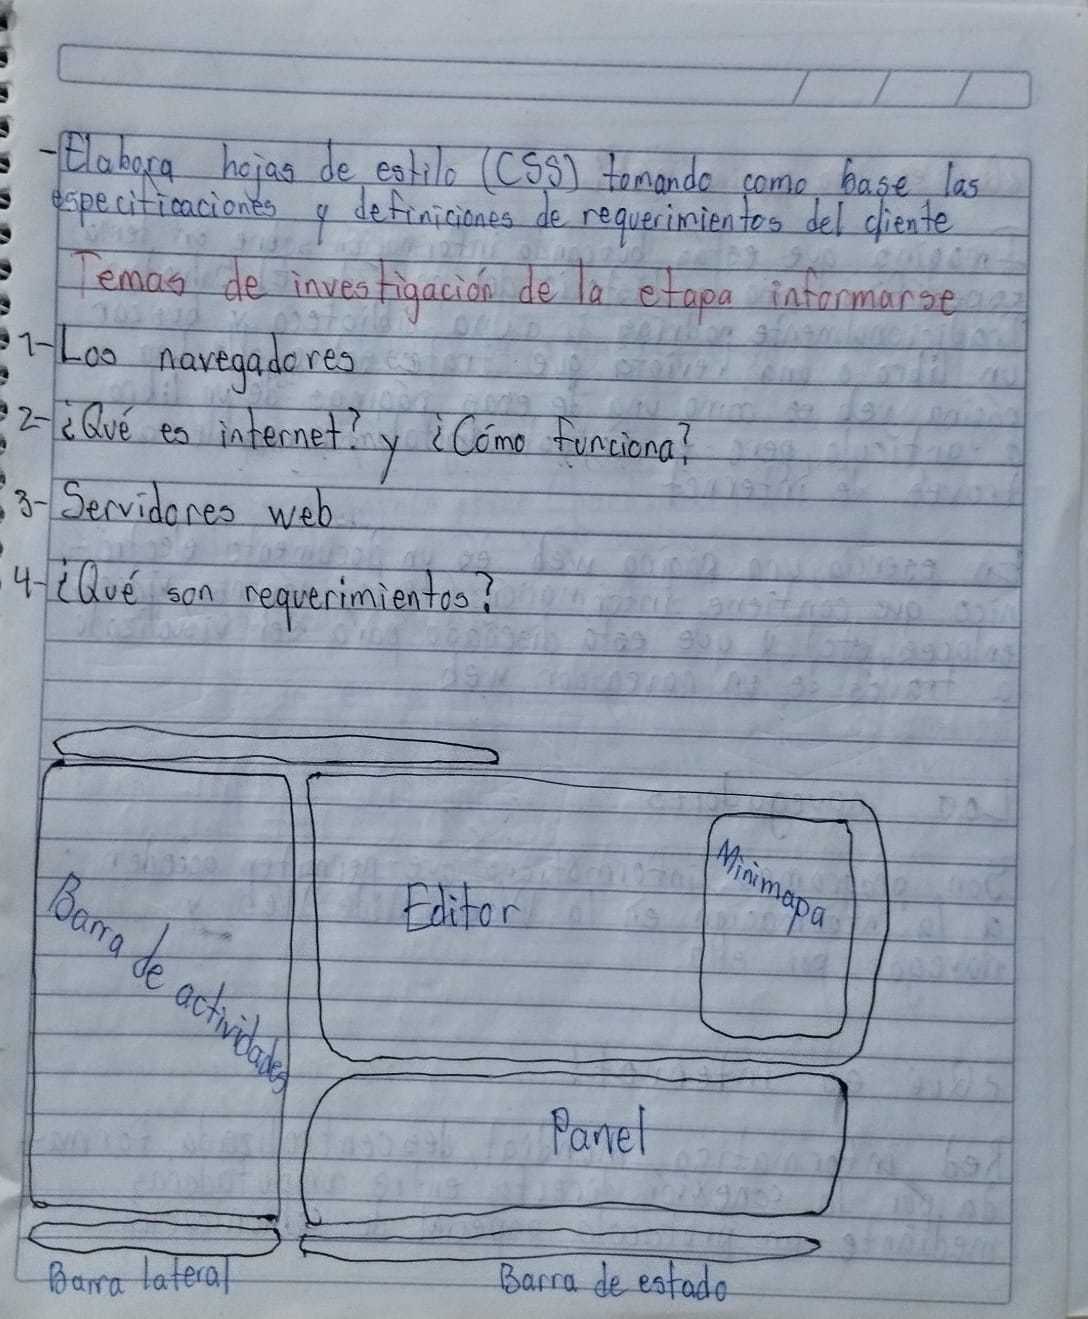 -Elabora hojas de estilo (CSS) tomando como base las
especificaciones y definiciones de requerimientos del cliente
Temas de investigación de la etapa informarse
1-Los navegadores
2-¿Qué es internet? y ¿Cómo funciona?
3-Servidores web
4-¿Qué son requerimientos?
Minimapa
Editor
Barra de actividades
Panel
Barra lateral
Barra de estado